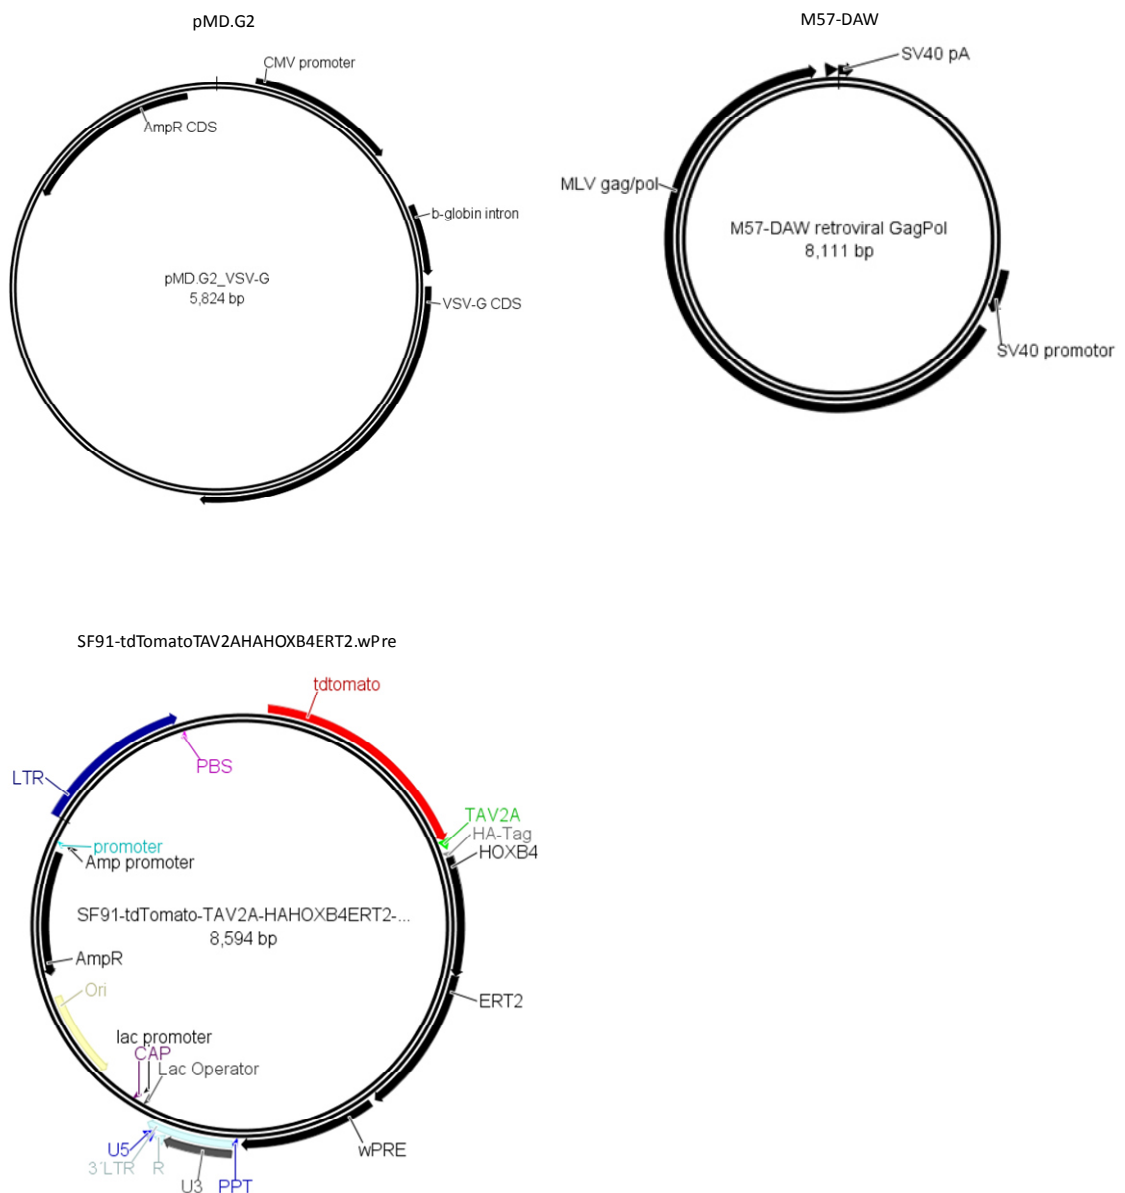 pMD.G2
M57-DAW
CMV promoter
AmpR CDS
b-globin intron
pMD.G2_VSV-G
5,824 bp
VSV-G CDS
SV40 pA
MLV gag/pol
M57-DAW retroviral GagPol
8,111 bp
SV40 promotor
SF91-tdTomatoTAV2AHAHOXB4ERT2.wPre
tdtomato
LTR
PBS
TAV2A
HA-Tag
HOXB4
promoter
Amp promoter
SF91-tdTomato-TAV2A-HAHOXB4ERT2-...
8,594 bp
AmpR
Ori
ERT2
lac promoter
CAP
Lac Operator
wPRE
U5
3´LTR
R
U3
PPT